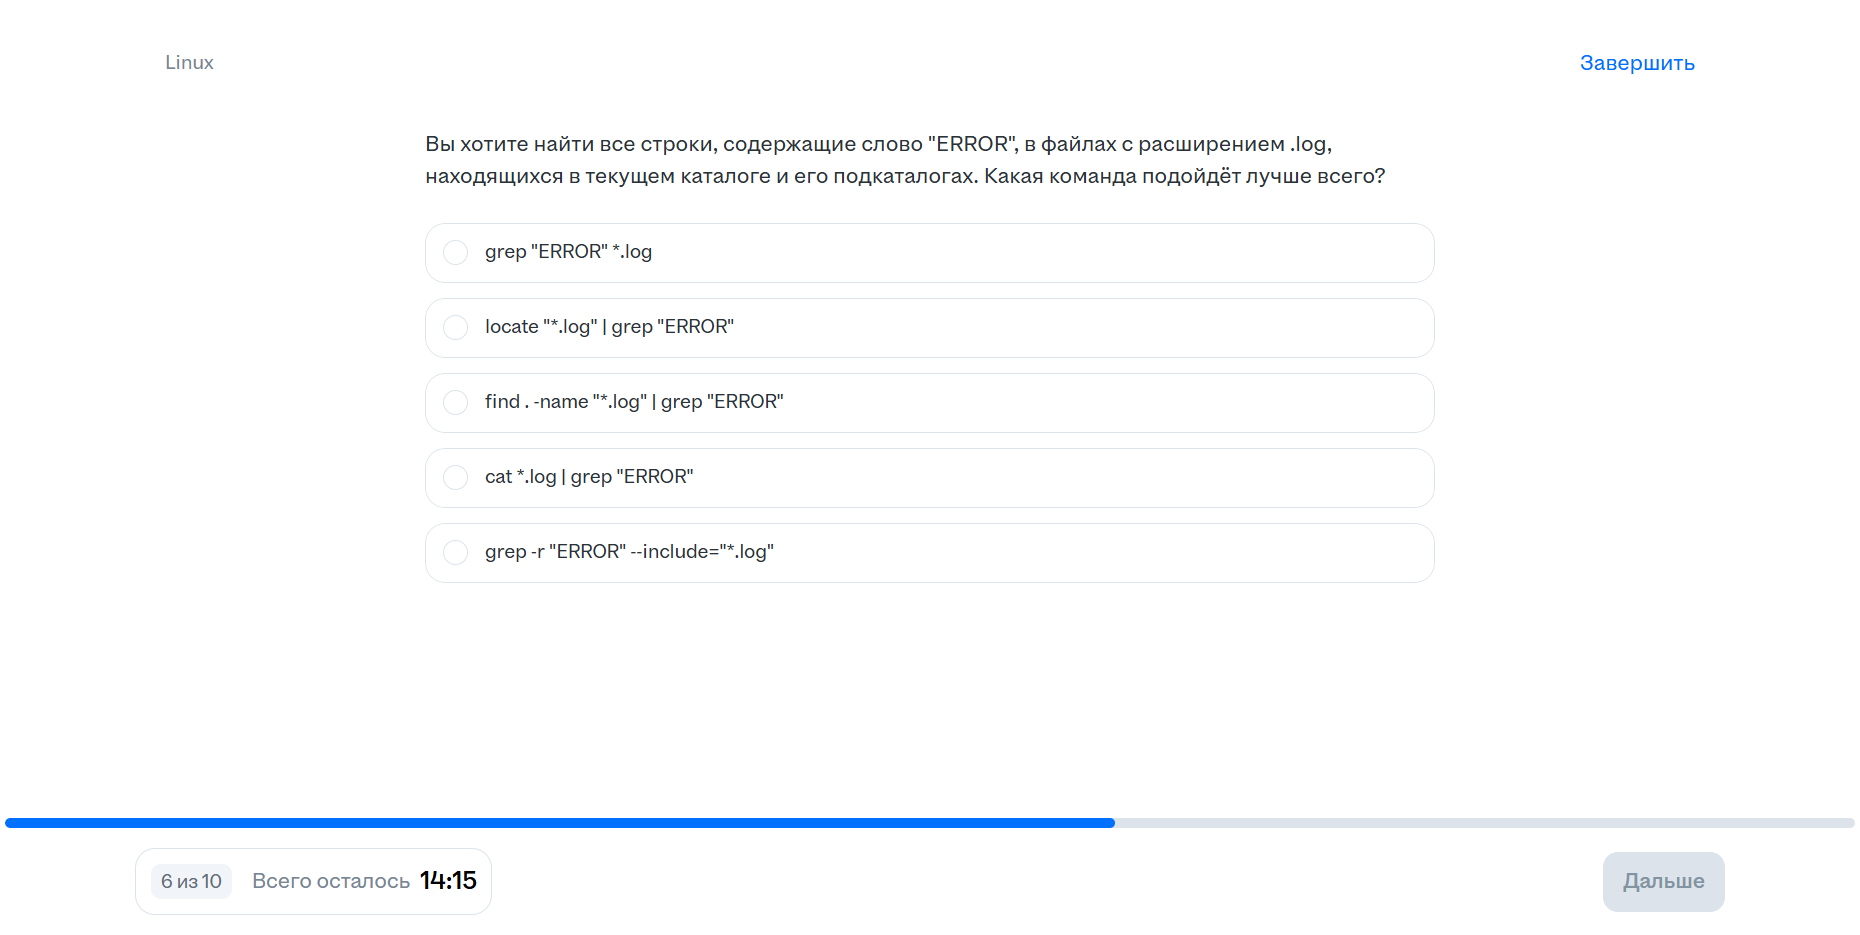 Linux
Завершить
Вы хотите найти все строки, содержащие слово "ERROR", в файлах с расширением .log,
находящихся в текущем каталоге и его подкаталогах. Какая команда подойдёт лучше всего?
grep "ERROR" *.log
locate "*.log" | grep "ERROR"
find . -name "*.log" | grep "ERROR"
cat *.log | grep "ERROR"
grep -r "ERROR" --include="*.log"
6 из 10
Всего осталось 14:15
Дальше